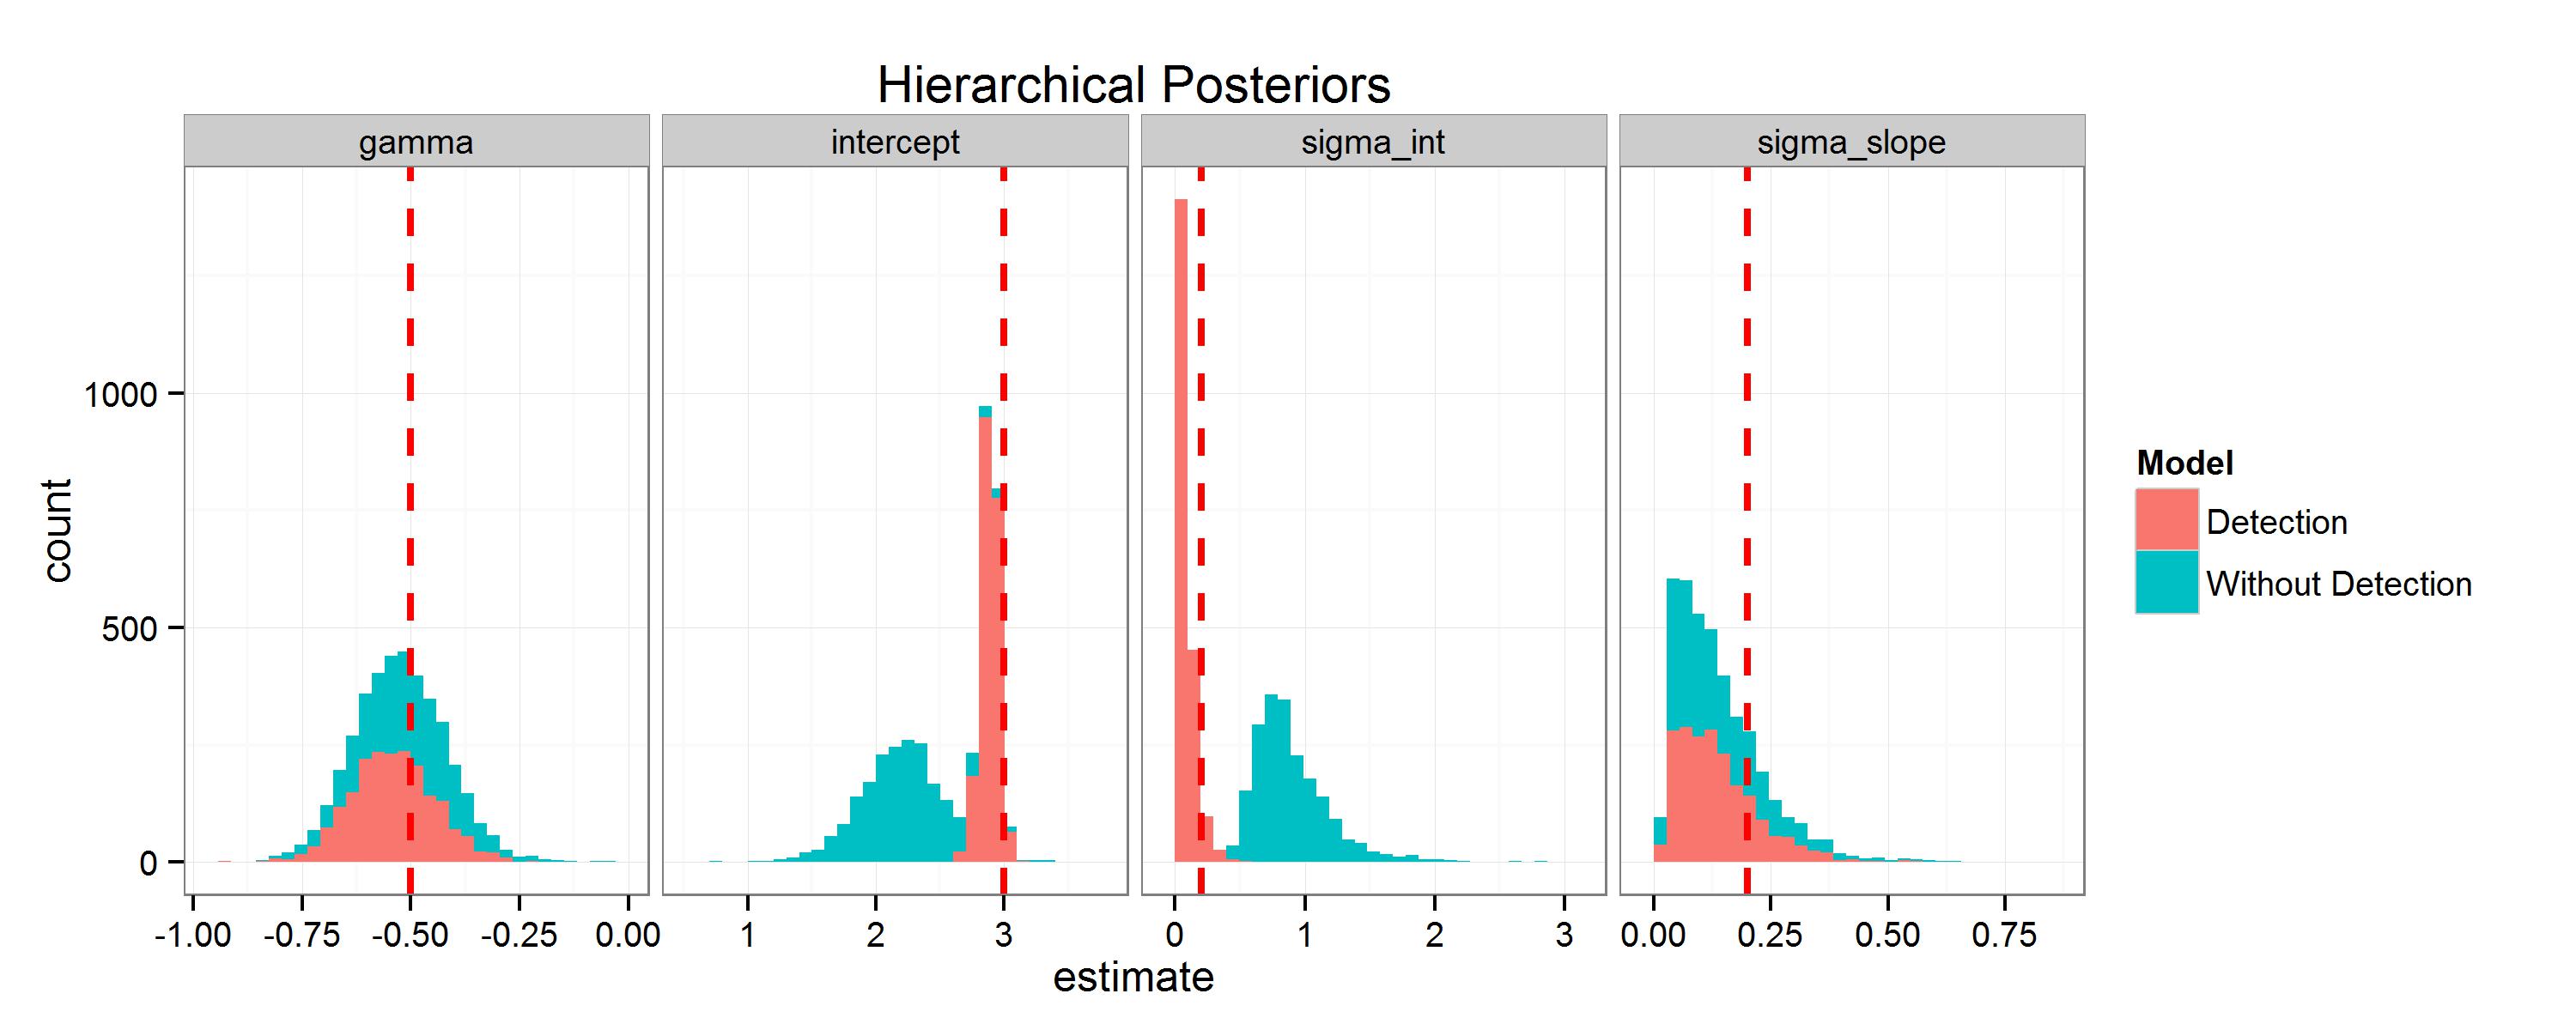 Hierarchical Posteriors
gamma intercept sigma_int sigma_slope
count
1000
500
0
-1.00 -0.75 -0.50 -0.25 0.00 1 2 3 0 1 2 3 0.00 0.25 0.50 0.75
estimate
Model
Detection
Without Detection